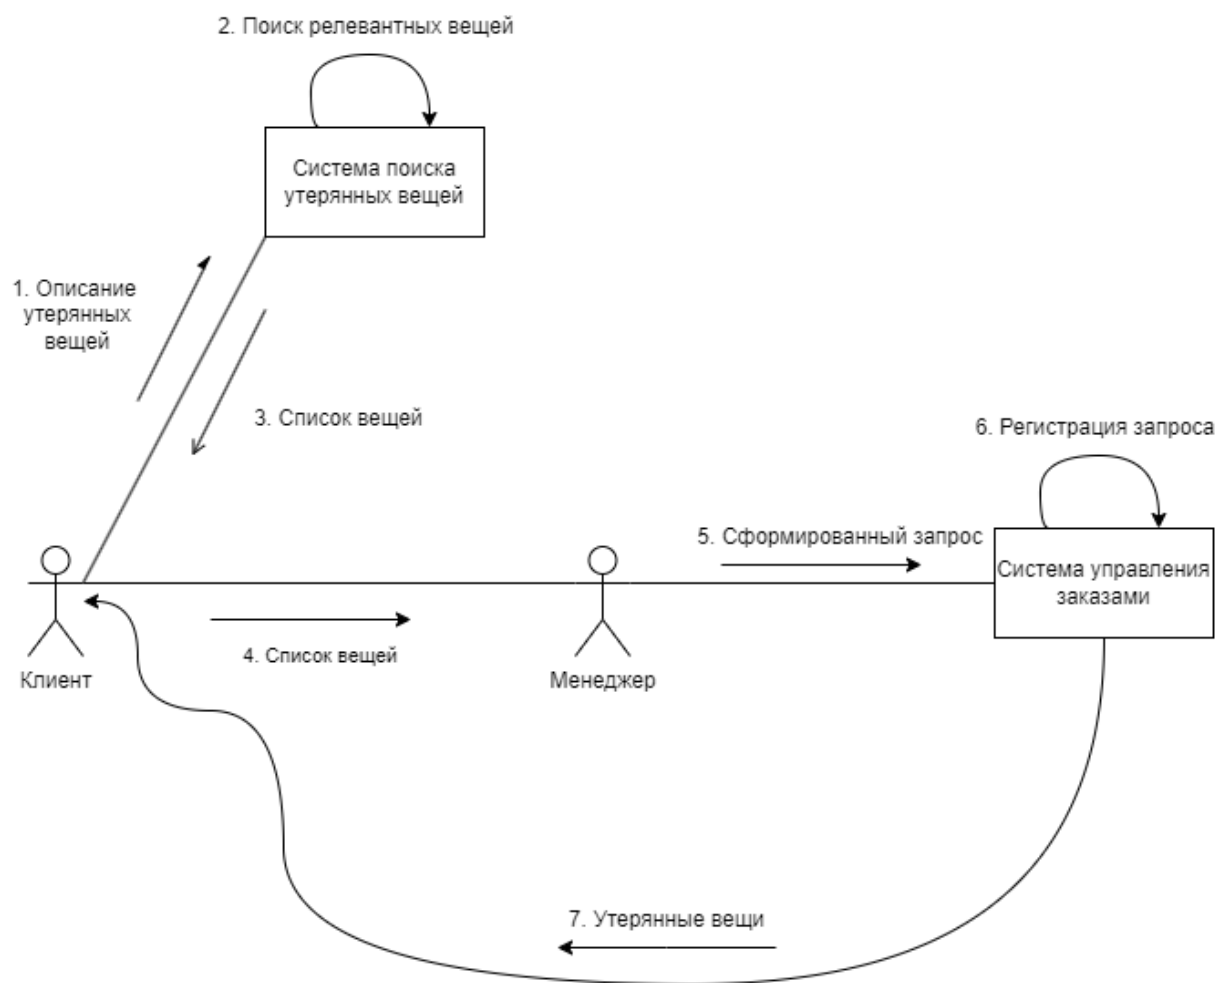 2. Поиск релевантных вещей
Система поиска
утерянных вещей
1. Описание
утерянных
вещей
3. Список вещей
6. Регистрация запроса
5. Сформированный запрос
Система управления
заказами
4. Список вещей
Клиент
Менеджер
7. Утерянные вещи